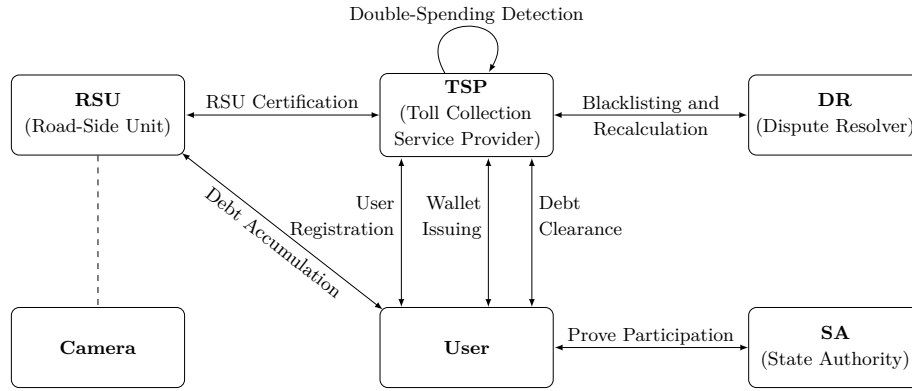 Double-Spending Detection
RSU
(Road-Side Unit)
RSU Certification
TSP
(Toll Collection
Service Provider)
Blacklisting and
Recalculation
DR
(Dispute Resolver)
Debt Accumulation
User
Registration
Wallet
Issuing
Debt
Clearance
Camera
User
Prove Participation
SA
(State Authority)